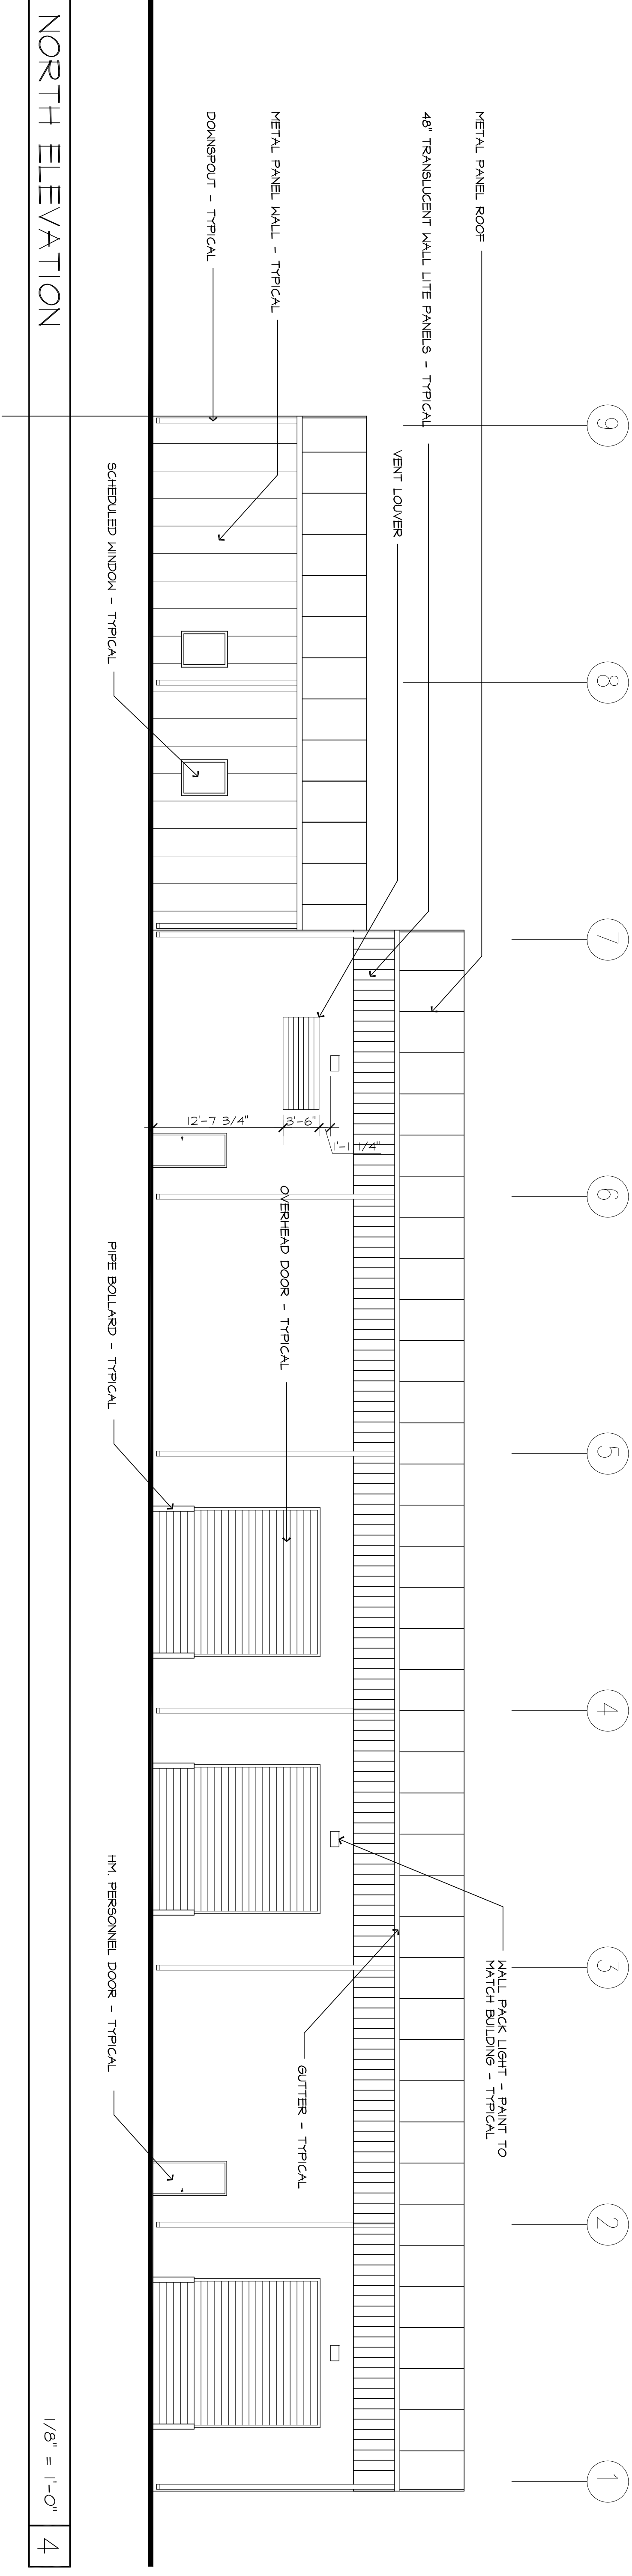 9
8
7
6
5
4
3
2
1
METAL PANEL ROOF
48" TRANSLUCENT WALL LITE PANELS - TYPICAL
VENT LOUVER
METAL PANEL WALL - TYPICAL
DOWNSPOUT - TYPICAL
WALL PACK LIGHT - PAINT TO
MATCH BUILDING - TYPICAL
GUTTER - TYPICAL
OVERHEAD DOOR - TYPICAL
1'-1 1/4"
3'-6"
12'-7 3/4"
SCHEDULED WINDOW - TYPICAL
PIPE BOLLARD - TYPICAL
HM. PERSONNEL DOOR - TYPICAL
NORTH ELEVATION
1/8" = 1'-0"
4